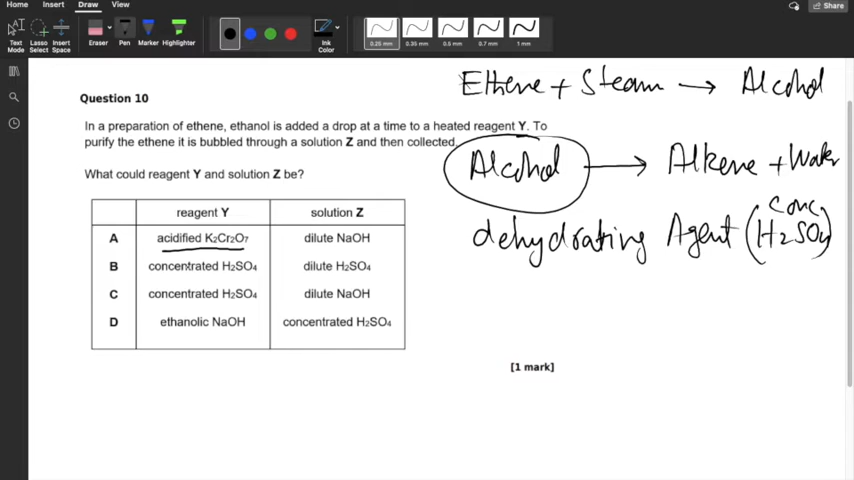 Home Insert Draw View Share
Text Mode Lasso Select Insert Space Eraser Pen Marker Highlighter Ink Color 0.25 mm 0.35 mm 0.5 mm 0.7 mm 1 mm
Ethene + Steam → Alcohol
Question 10
In a preparation of ethene, ethanol is added a drop at a time to a heated reagent Y. To
purify the ethene it is bubbled through a solution Z and then collected.
Alcohol → Alkene + Water
What could reagent Y and solution Z be?
reagent Y solution Z
A acidified K₂Cr₂O₇ dilute NaOH
B concentrated H₂SO₄ dilute H₂SO₄
C concentrated H₂SO₄ dilute NaOH
D ethanolic NaOH concentrated H₂SO₄
conc
dehydrating Agent (H₂SO₄)
[1 mark]